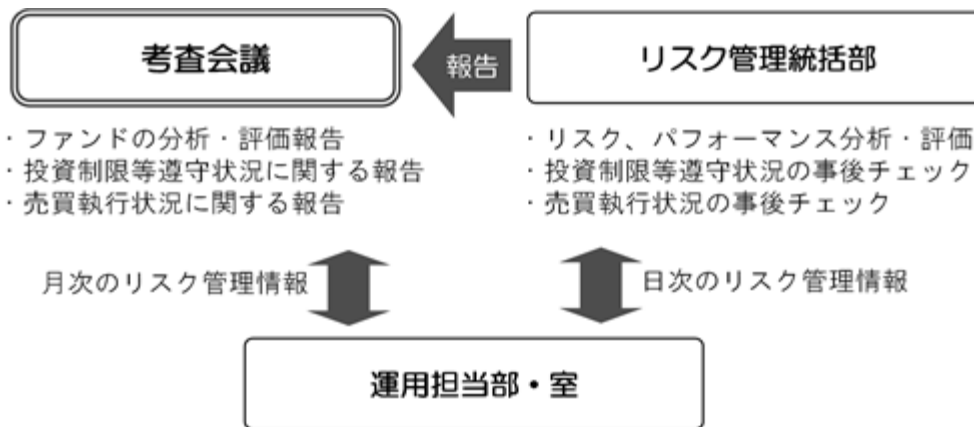 考査会議
報告
リスク管理統括部
・ファンドの分析・評価報告
・投資制限等遵守状況に関する報告
・売買執行状況に関する報告
・リスク、パフォーマンス分析・評価
・投資制限等遵守状況の事後チェック
・売買執行状況の事後チェック
月次のリスク管理情報
日次のリスク管理情報
運用担当部・室